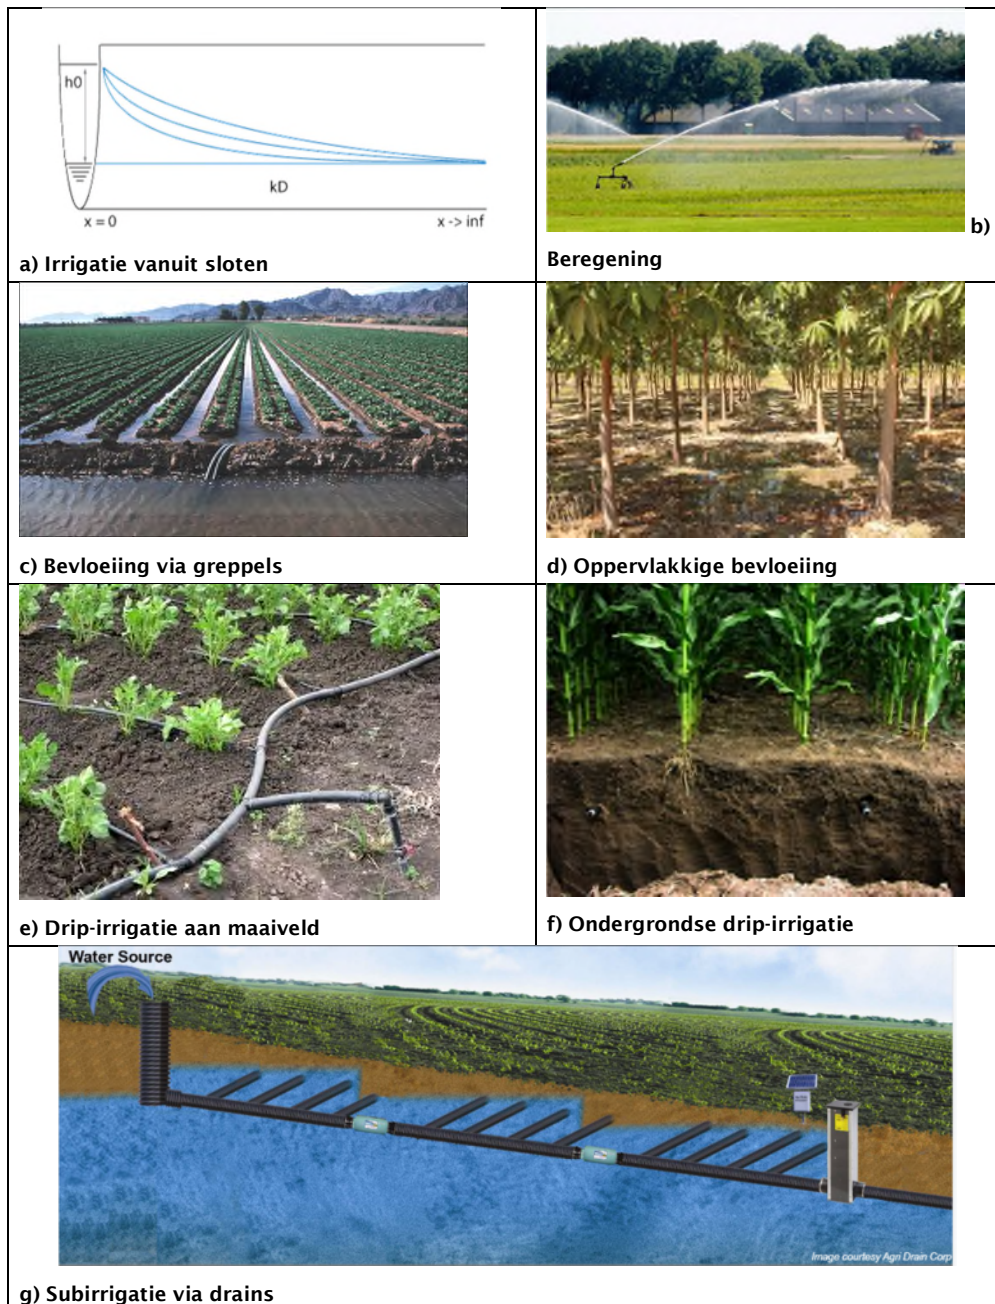 h0
kD
x = 0
x -> inf
a) Irrigatie vanuit sloten
b)
Beregening
c) Bevloeiing via greppels
d) Oppervlakkige bevloeiing
e) Drip-irrigatie aan maaiveld
f) Ondergrondse drip-irrigatie
Water Source
Image courtesy Agri Drain Corp
g) Subirrigatie via drains